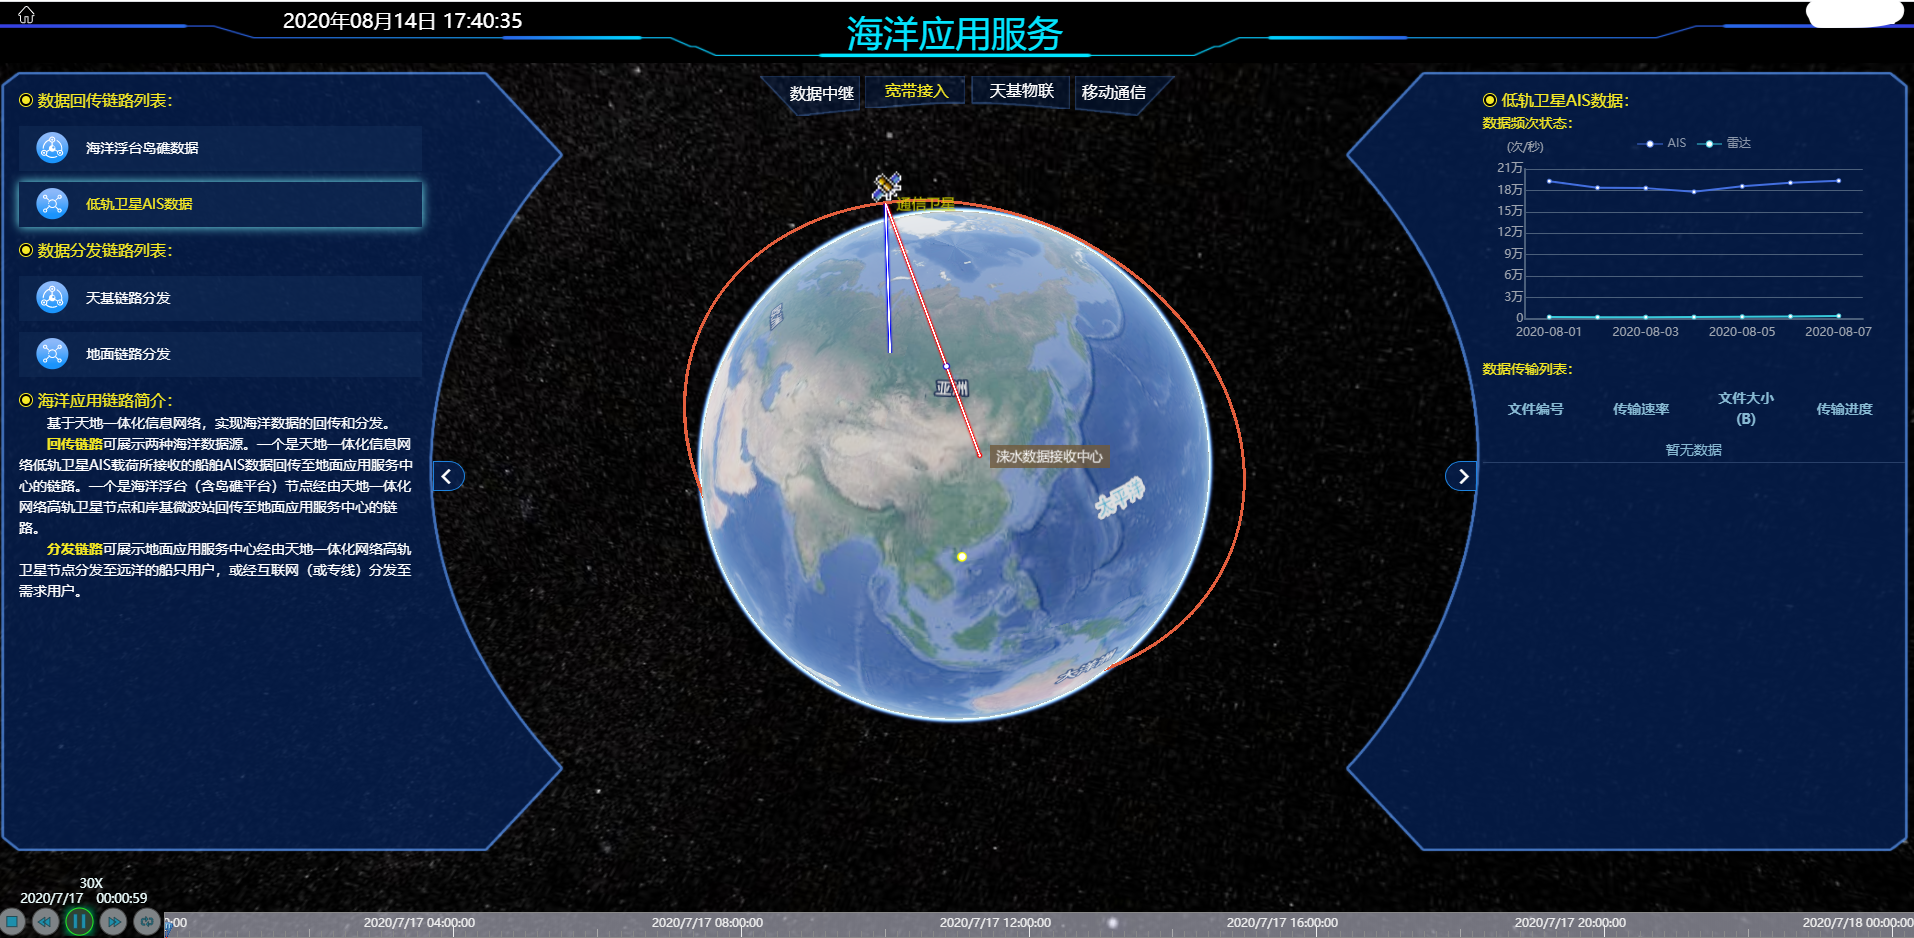 2020年08月14日 17:40:35
海洋应用服务
数据中继
宽带接入
天基物联
移动通信
数据回传链路列表：
海洋浮台岛礁数据
低轨卫星AIS数据
数据分发链路列表：
天基链路分发
地面链路分发
海洋应用链路简介：
基于天地一体化信息网络，实现海洋数据的回传和分发。
回传链路可展示两种海洋数据源。一个是天地一体化信息网
络低轨卫星AIS载荷所接收的船舶AIS数据回传至地面应用服务中
心的链路。一个是海洋浮台（含岛礁平台）节点经由天地一体化
网络高轨卫星节点和岸基微波站回传至地面应用服务中心的链
路。
分发链路可展示地面应用服务中心经由天地一体化网络高轨
卫星节点分发至远洋的船只用户，或经互联网（或专线）分发至
需求用户。
通信卫星
亚洲
涞水数据接收中心
太平洋
低轨卫星AIS数据：
数据频次状态：
(次/秒)
AIS
雷达
21万
18万
15万
12万
9万
6万
3万
0
2020-08-01
2020-08-03
2020-08-05
2020-08-07
数据传输列表：
文件编号
传输速率
文件大小
(B)
传输进度
暂无数据
30X
2020/7/17 00:00:59
2020/7/17 04:00:00
2020/7/17 08:00:00
2020/7/17 12:00:00
2020/7/17 16:00:00
2020/7/17 20:00:00
2020/7/18 00:00:00